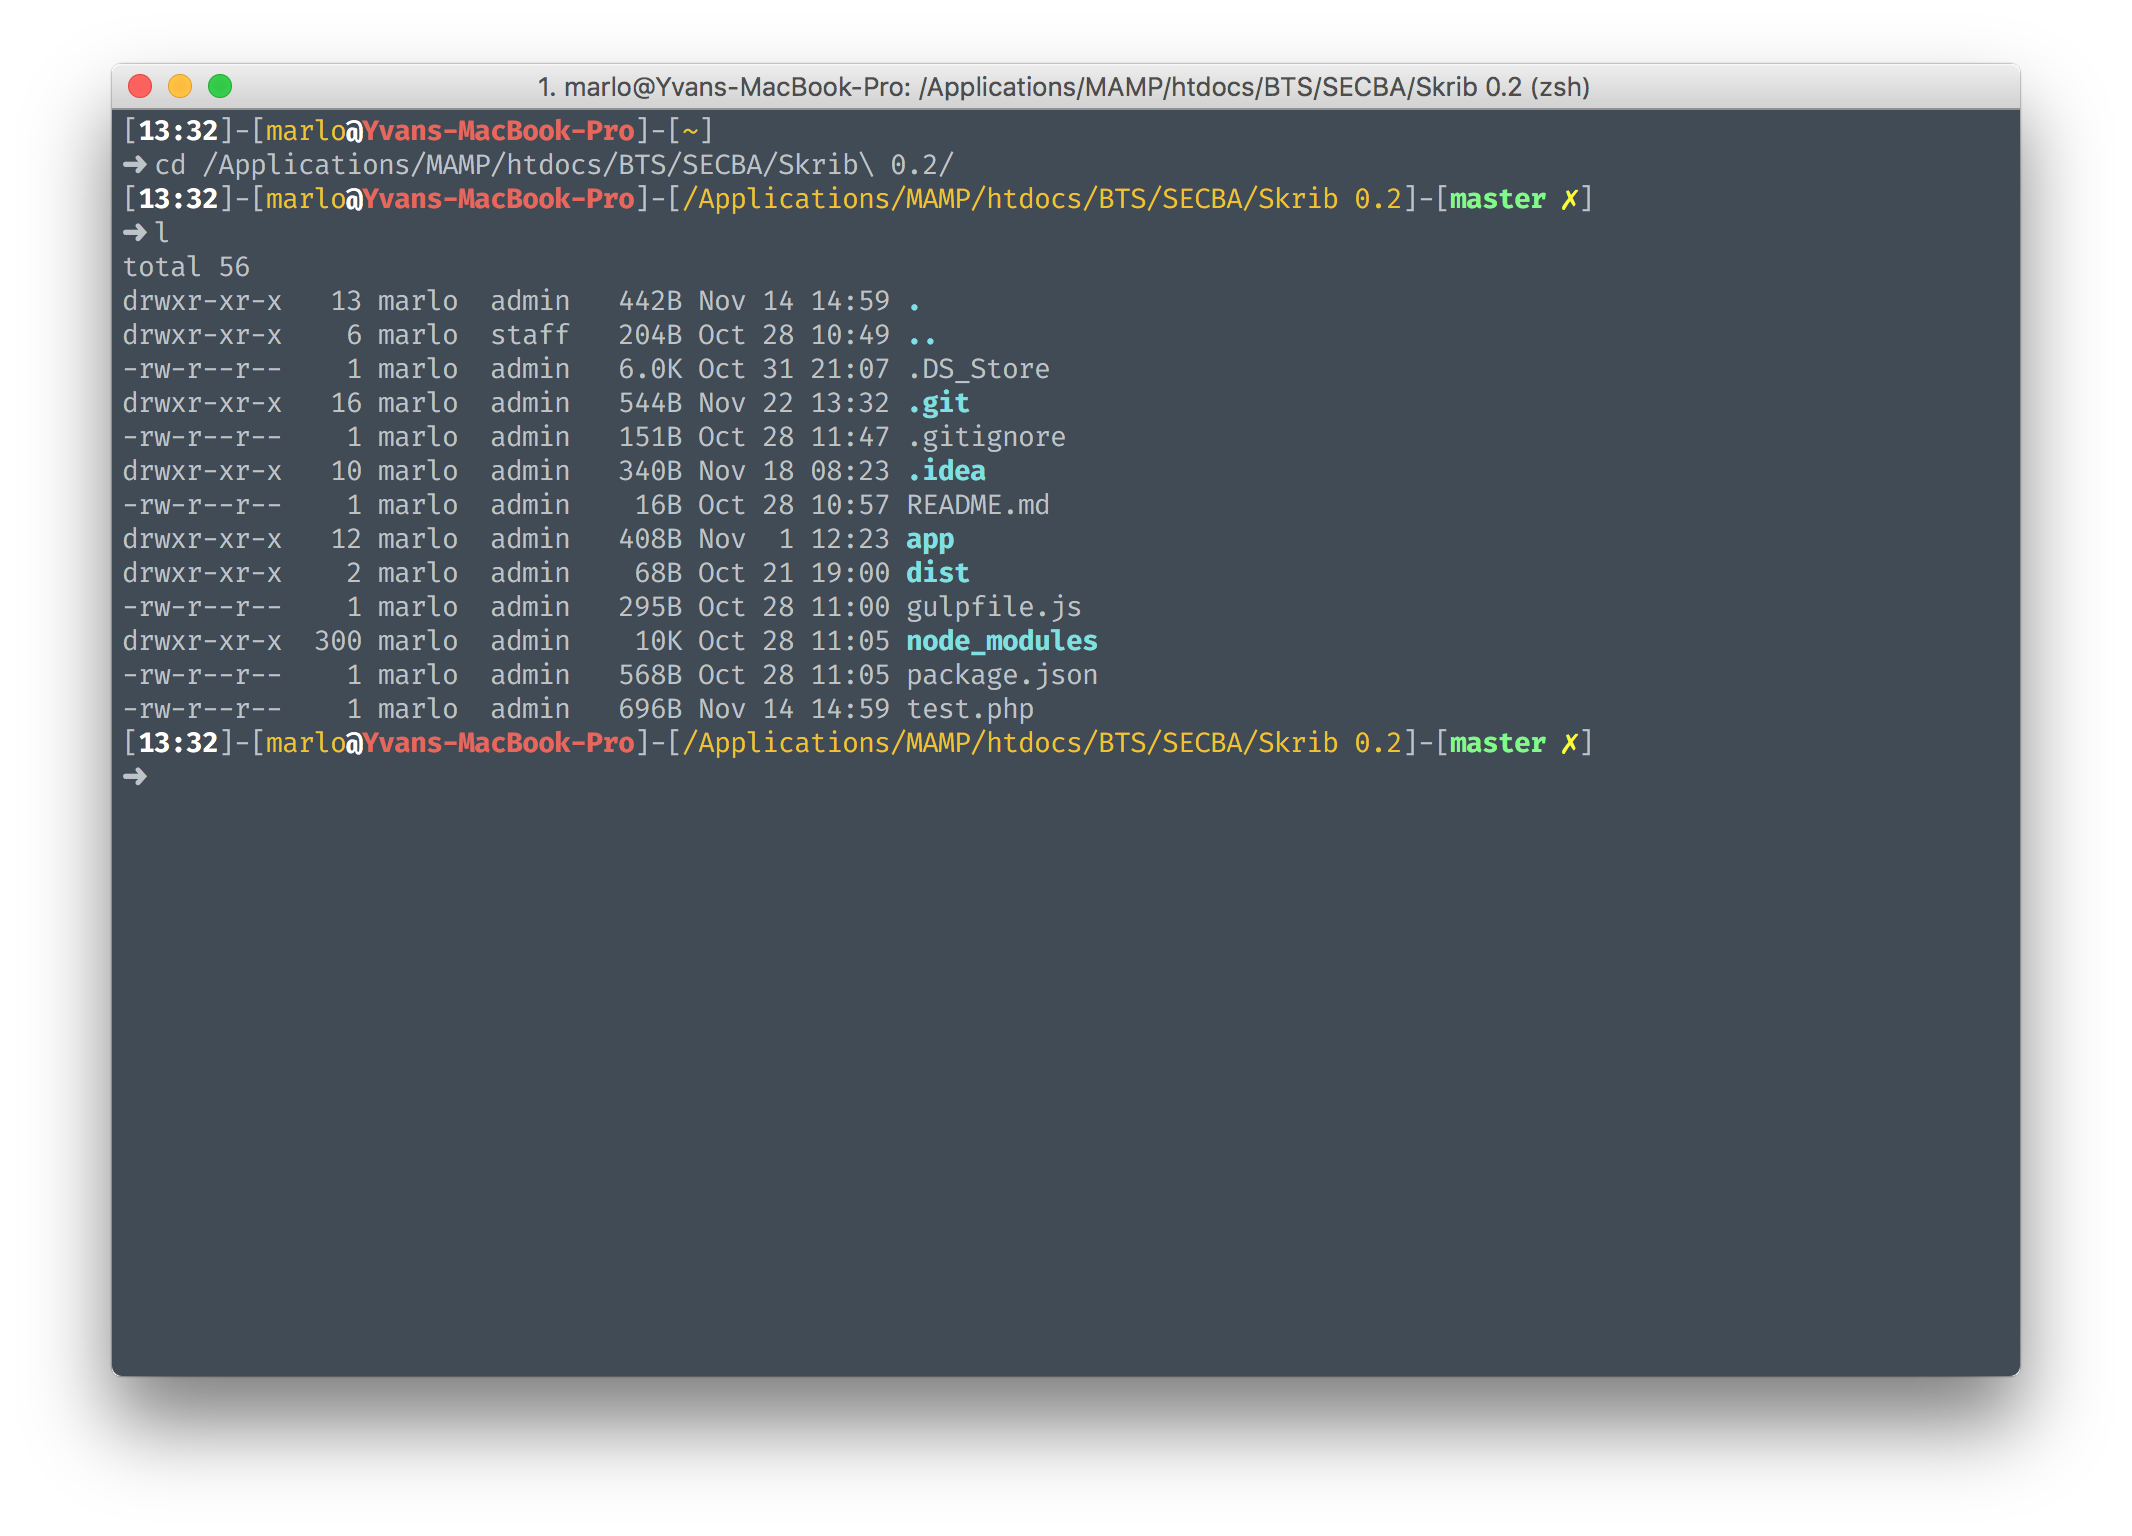 1. marlo@Yvans-MacBook-Pro: /Applications/MAMP/htdocs/BTS/SECBA/Skrib 0.2 (zsh)
[13:32]-[marlo@Yvans-MacBook-Pro]-[~]
➜ cd /Applications/MAMP/htdocs/BTS/SECBA/Skrib\ 0.2/
[13:32]-[marlo@Yvans-MacBook-Pro]-[/Applications/MAMP/htdocs/BTS/SECBA/Skrib 0.2]-[master ✗]
➜ l
total 56
drwxr-xr-x   13 marlo  admin   442B Nov 14 14:59 .
drwxr-xr-x    6 marlo  staff   204B Oct 28 10:49 ..
-rw-r--r--    1 marlo  admin   6.0K Oct 31 21:07 .DS_Store
drwxr-xr-x   16 marlo  admin   544B Nov 22 13:32 .git
-rw-r--r--    1 marlo  admin   151B Oct 28 11:47 .gitignore
drwxr-xr-x   10 marlo  admin   340B Nov 18 08:23 .idea
-rw-r--r--    1 marlo  admin    16B Oct 28 10:57 README.md
drwxr-xr-x   12 marlo  admin   408B Nov  1 12:23 app
drwxr-xr-x    2 marlo  admin    68B Oct 21 19:00 dist
-rw-r--r--    1 marlo  admin   295B Oct 28 11:00 gulpfile.js
drwxr-xr-x  300 marlo  admin    10K Oct 28 11:05 node_modules
-rw-r--r--    1 marlo  admin   568B Oct 28 11:05 package.json
-rw-r--r--    1 marlo  admin   696B Nov 14 14:59 test.php
[13:32]-[marlo@Yvans-MacBook-Pro]-[/Applications/MAMP/htdocs/BTS/SECBA/Skrib 0.2]-[master ✗]
➜